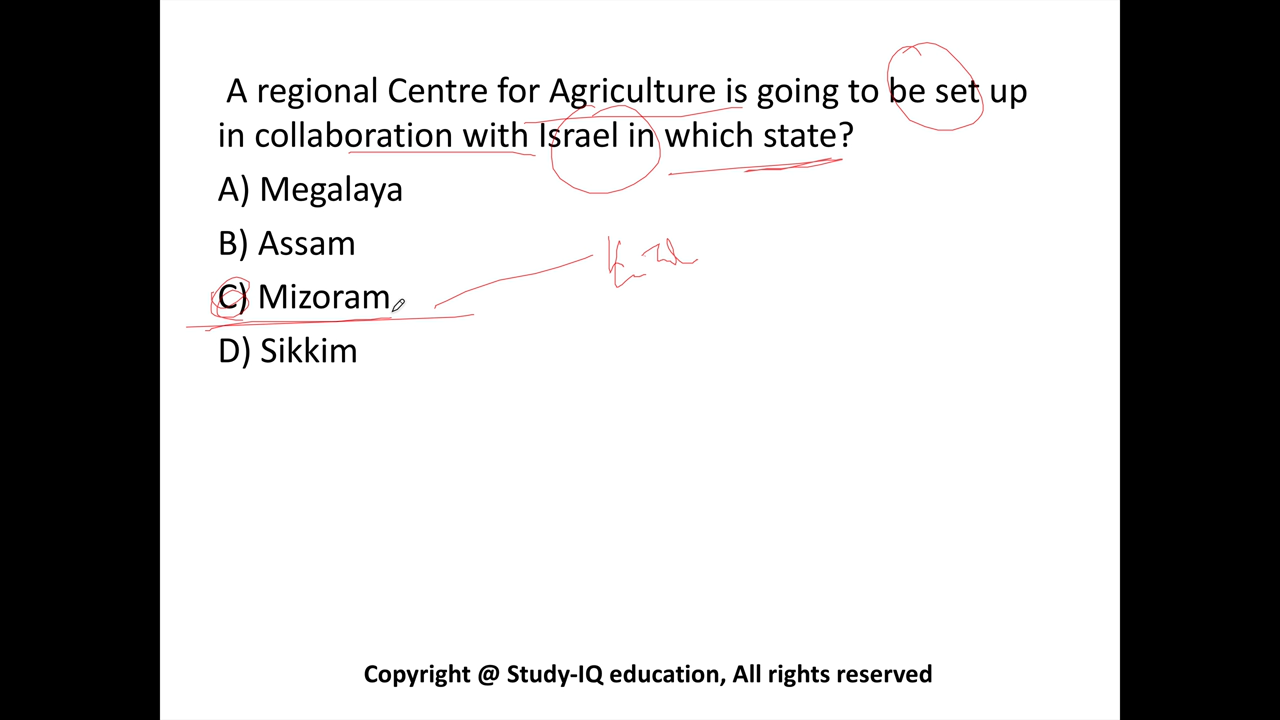 A regional Centre for Agriculture is going to be set up
in collaboration with Israel in which state?
A) Megalaya
B) Assam
C) Mizoram
D) Sikkim
Copyright @ Study-IQ education, All rights reserved